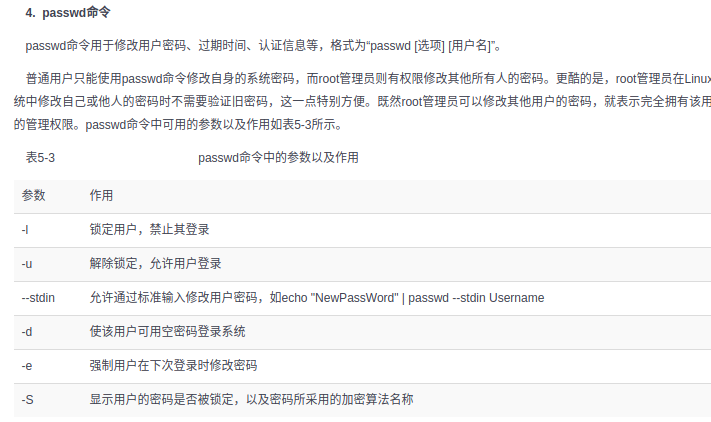 4. passwd命令
passwd命令用于修改用户密码、过期时间、认证信息等，格式为“passwd [选项] [用户名]”。
普通用户只能使用passwd命令修改自身的系统密码，而root管理员则有权限修改其他所有人的密码。更酷的是，root管理员在Linux
统中修改自己或他人的密码时不需要验证旧密码，这一点特别方便。既然root管理员可以修改其他用户的密码，就表示完全拥有该用
的管理权限。passwd命令中可用的参数以及作用如表5-3所示。
表5-3 passwd命令中的参数以及作用
参数 作用
-l 锁定用户，禁止其登录
-u 解除锁定，允许用户登录
--stdin 允许通过标准输入修改用户密码，如echo "NewPassWord" | passwd --stdin Username
-d 使该用户可用空密码登录系统
-e 强制用户在下次登录时修改密码
-S 显示用户的密码是否被锁定，以及密码所采用的加密算法名称